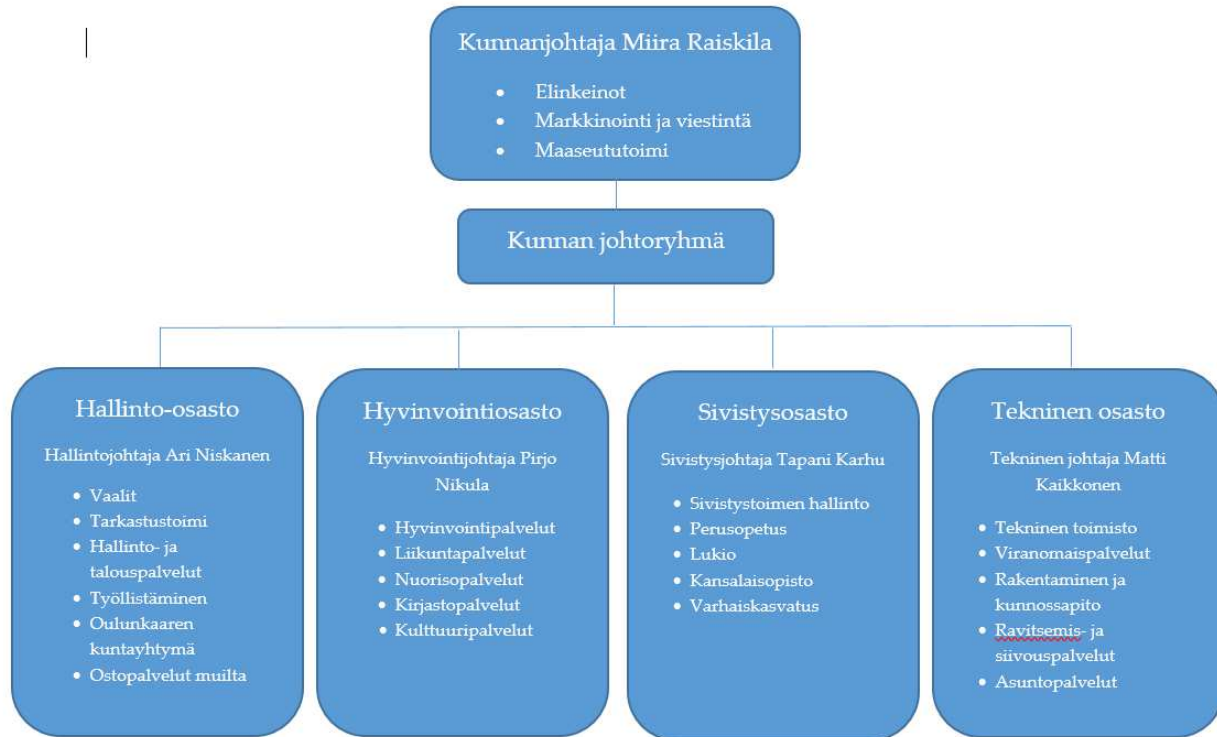 Kunnanjohtaja Miira Raiskila
• Elinkeinot
• Markkinointi ja viestintä
• Maaseututoimi
Kunnan johtoryhmä
Hallinto-osasto
Hallintojohtaja Ari Niskanen
• Vaalit
• Tarkastustoimi
• Hallinto- ja
talouspalvelut
• Työllistäminen
• Oulunkaaren
kuntayhtymä
• Ostopalvelut muilta
Hyvinvointiosasto
Hyvinvointijohtaja Pirjo
Nikula
• Hyvinvointipalvelut
• Liikuntapalvelut
• Nuorisopalvelut
• Kirjastopalvelut
• Kulttuuripalvelut
Sivistysosasto
Sivistysjohtaja Tapani Karhu
• Sivistystoimen hallinto
• Perusopetus
• Lukio
• Kansalaisopisto
• Varhaiskasvatus
Tekninen osasto
Tekninen johtaja Matti
Kaikkonen
• Tekninen toimisto
• Viranomaispalvelut
• Rakentaminen ja
kunnossapito
• Ravitsemis- ja
siivouspalvelut
• Asuntopalvelut